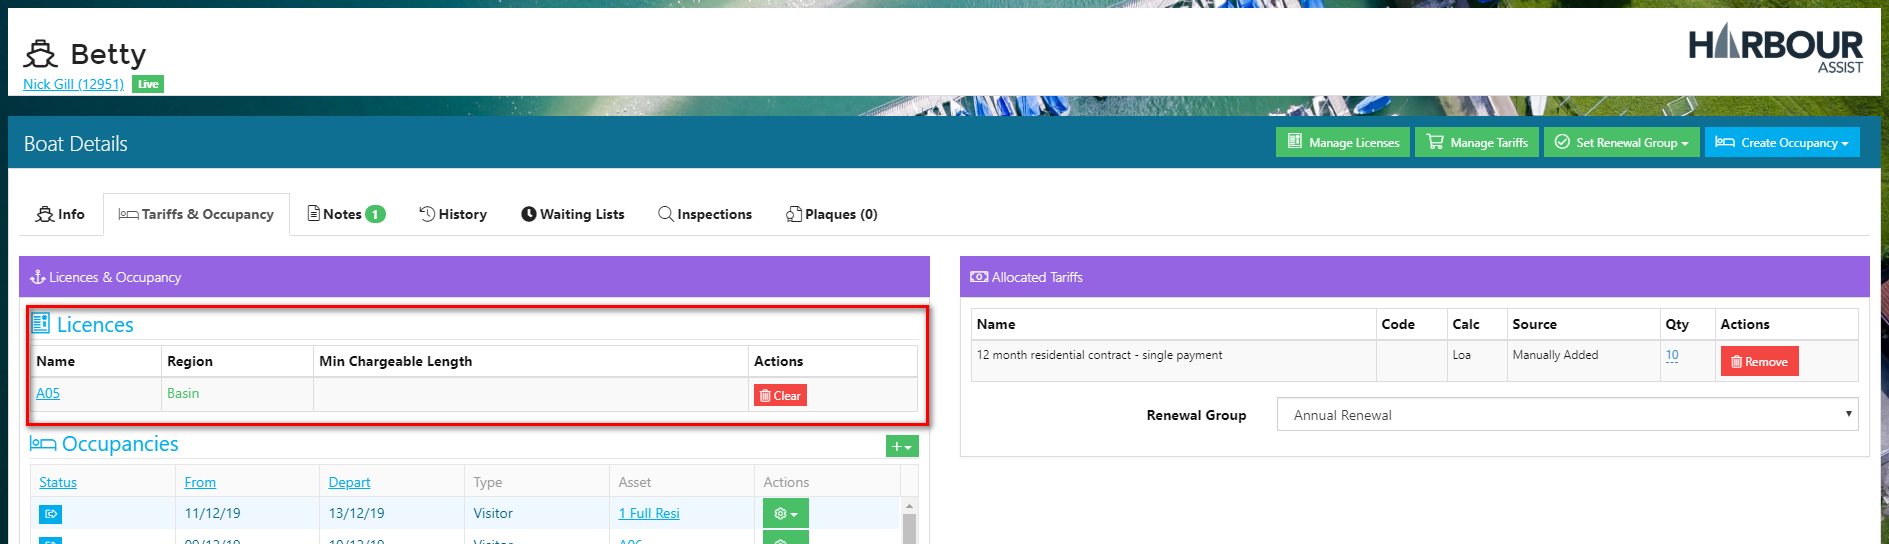 Betty
HARBOUR
ASSIST
Nick Gill (12951) Live
Boat Details
Manage Licenses Manage Tariffs Set Renewal Group Create Occupancy
Info Tariffs & Occupancy Notes 1 History Waiting Lists Inspections Plaques (0)
Licences & Occupancy
Licences
Name Region Min Chargeable Length Actions
A05 Basin Clear
Occupancies
+
Status From Depart Type Asset Actions
11/12/19 13/12/19 Visitor 1 Full Resi
Allocated Tariffs
Name Code Calc Source Qty Actions
12 month residential contract - single payment Loa Manually Added 10 Remove
Renewal Group Annual Renewal